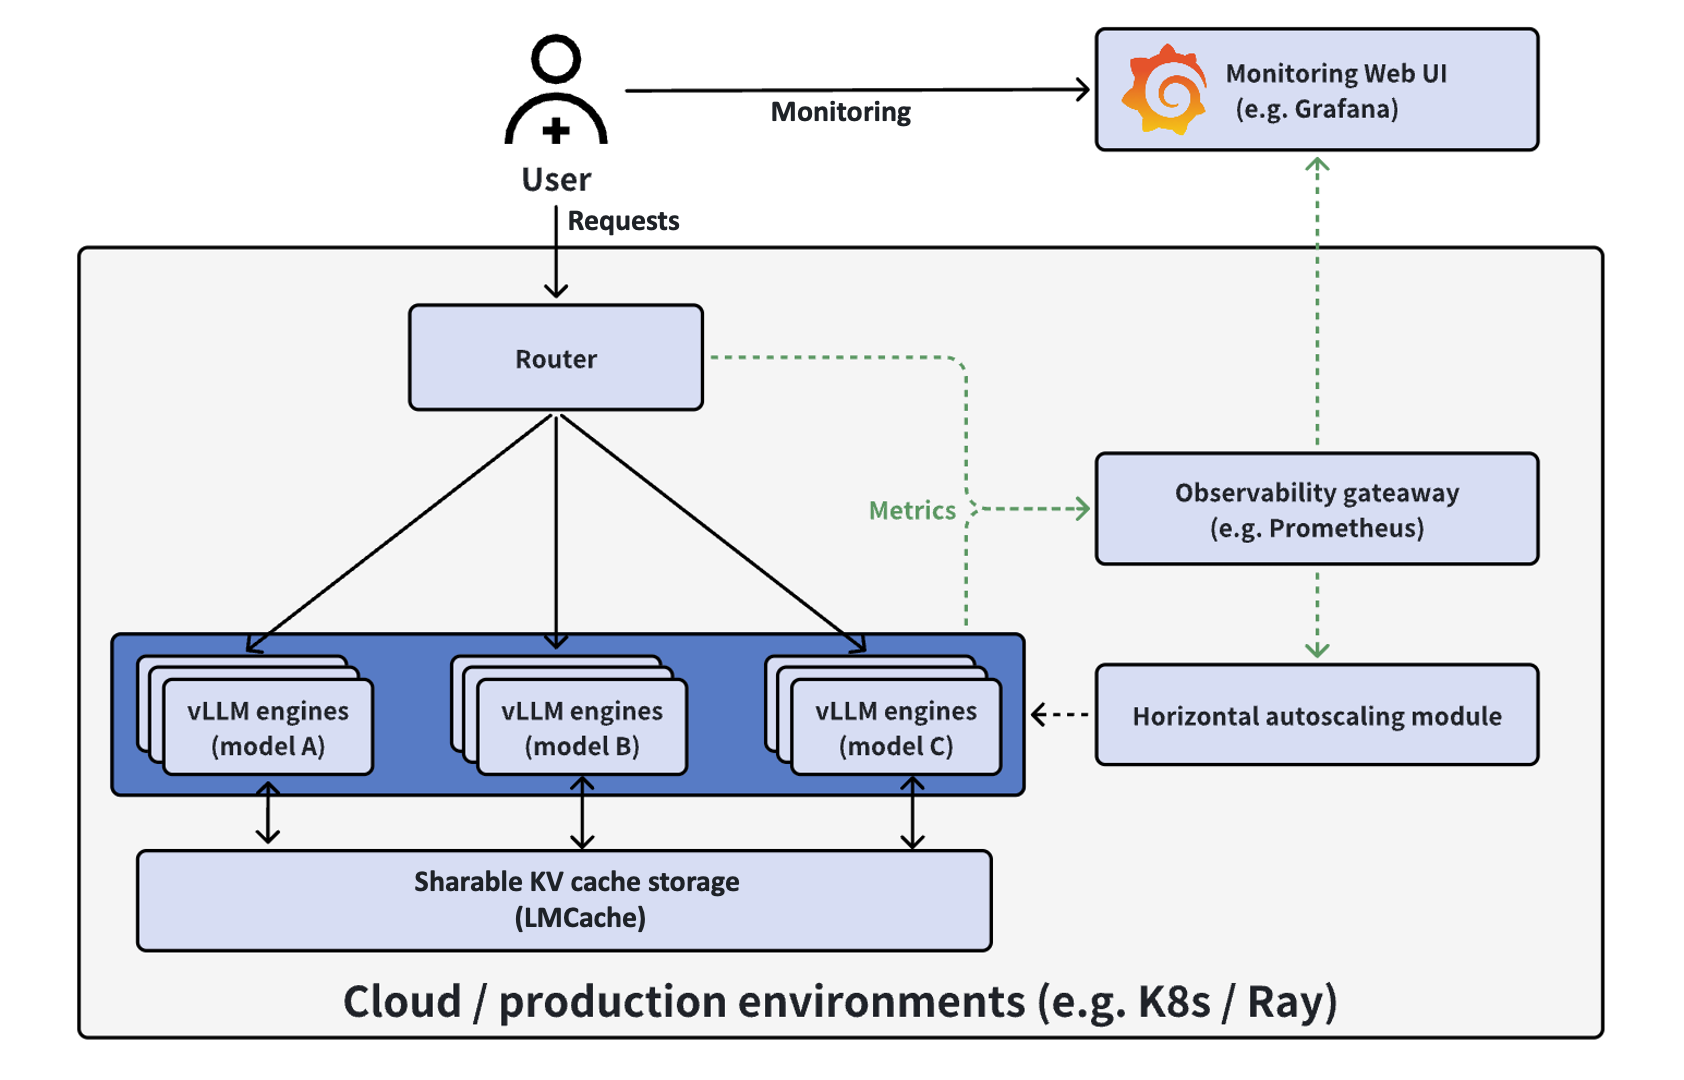 Monitoring Web UI
(e.g. Grafana)
Monitoring
User
Requests
Router
Metrics
Observability gateaway
(e.g. Prometheus)
vLLM engines
(model A)
vLLM engines
(model B)
vLLM engines
(model C)
Horizontal autoscaling module
Sharable KV cache storage
(LMCache)
Cloud / production environments (e.g. K8s / Ray)